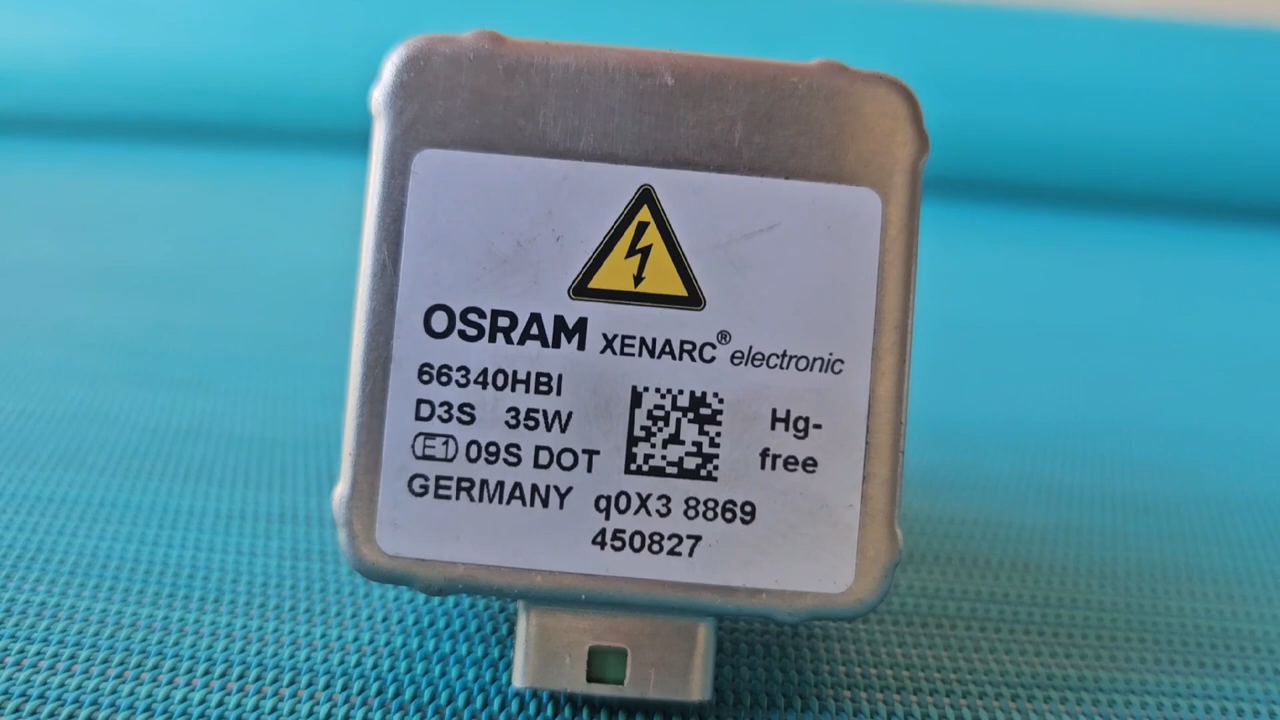 OSRAM XENARC® electronic
66340HBI
D3S 35W
Hg-
E1 09S DOT
free
GERMANY q0X3 8869
450827